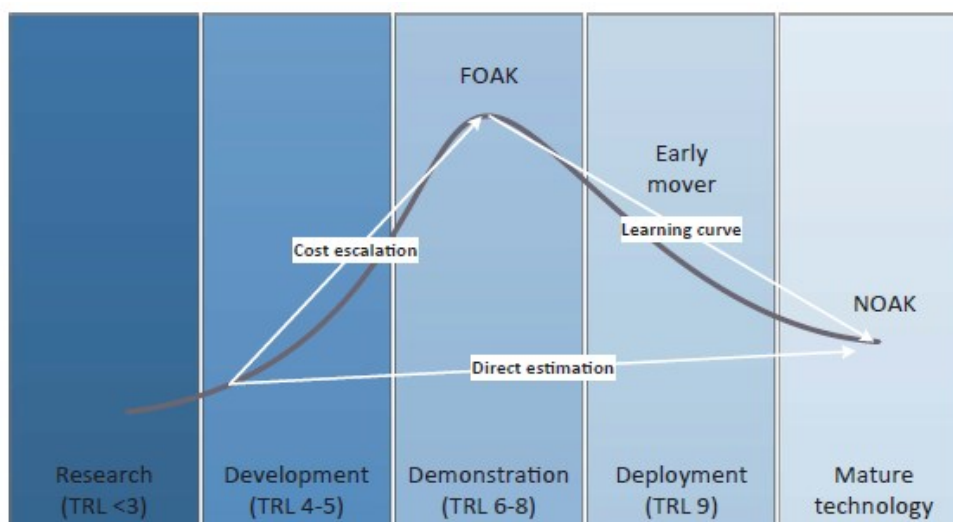 FOAK
Early
mover
Cost escalation
Learning curve
NOAK
Direct estimation
Research
(TRL <3)
Development
(TRL 4-5)
Demonstration
(TRL 6-8)
Deployment
(TRL 9)
Mature
technology